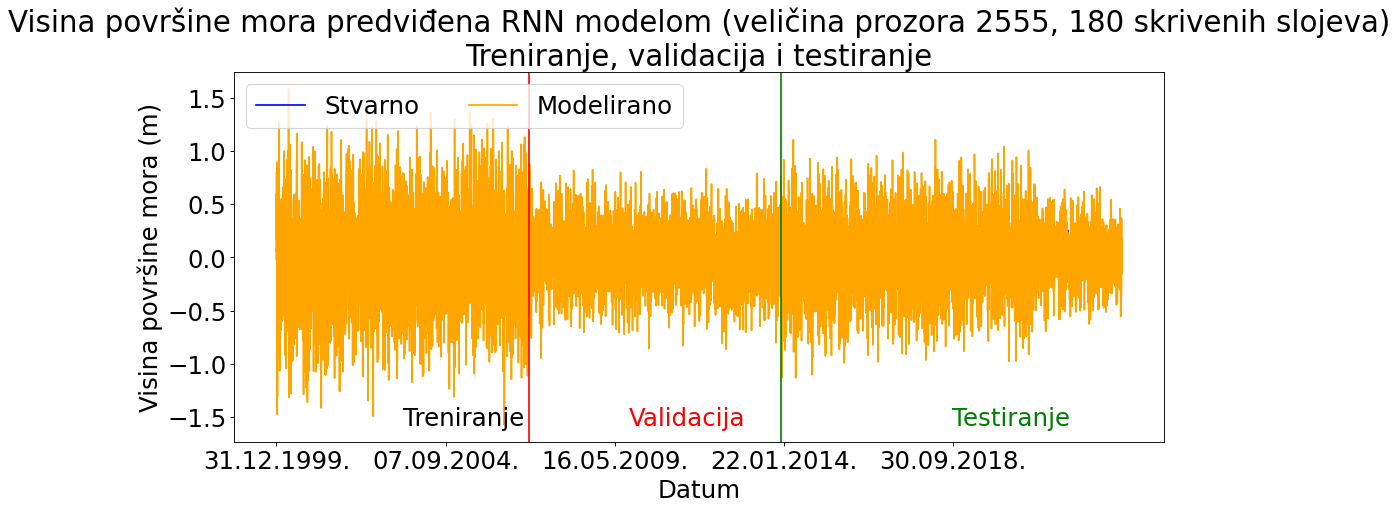 Visina površine mora predviđena RNN modelom (veličina prozora 2555, 180 skrivenih slojeva)
Treniranje, validacija i testiranje
Stvarno
Modelirano
Visina površine mora (m)
1.5
1.0
0.5
0.0
−0.5
−1.0
−1.5
Treniranje
Validacija
Testiranje
31.12.1999.
07.09.2004.
16.05.2009.
22.01.2014.
30.09.2018.
Datum